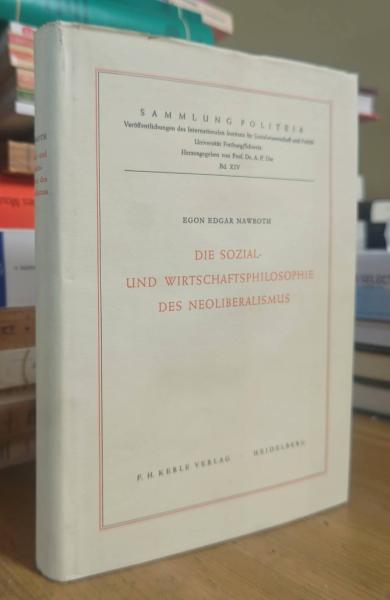 SAMMLUNG POLITEIA
Veröffentlichungen des Internationalen Instituts für Sozialwissenschaft und Politik
Universität Freiburg/Schweiz
Herausgegeben von Prof. Dr. A. F. Utz
Bd. XIV
EGON EDGAR NAWROTH
DIE SOZIAL-
UND WIRTSCHAFTSPHILOSOPHIE
DES NEOLIBERALISMUS
F. H. KERLE VERLAG · HEIDELBERG